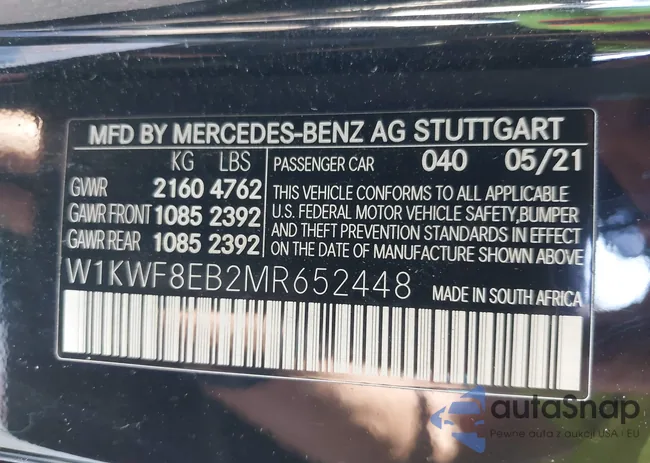 MFD BY MERCEDES-BENZ AG STUTTGART
KG LBS
GVWR 2160 4762
GAWR FRONT 1085 2392
GAWR REAR 1085 2392
PASSENGER CAR 040 05/21
THIS VEHICLE CONFORMS TO ALL APPLICABLE
U.S. FEDERAL MOTOR VEHICLE SAFETY,BUMPER
AND THEFT PREVENTION STANDARDS IN EFFECT
ON THE DATE OF MANUFACTURE SHOWN ABOVE
W1KWF8EB2MR652448
MADE IN SOUTH AFRICA
autaSnap
Pewne auta z aukcji USA i EU